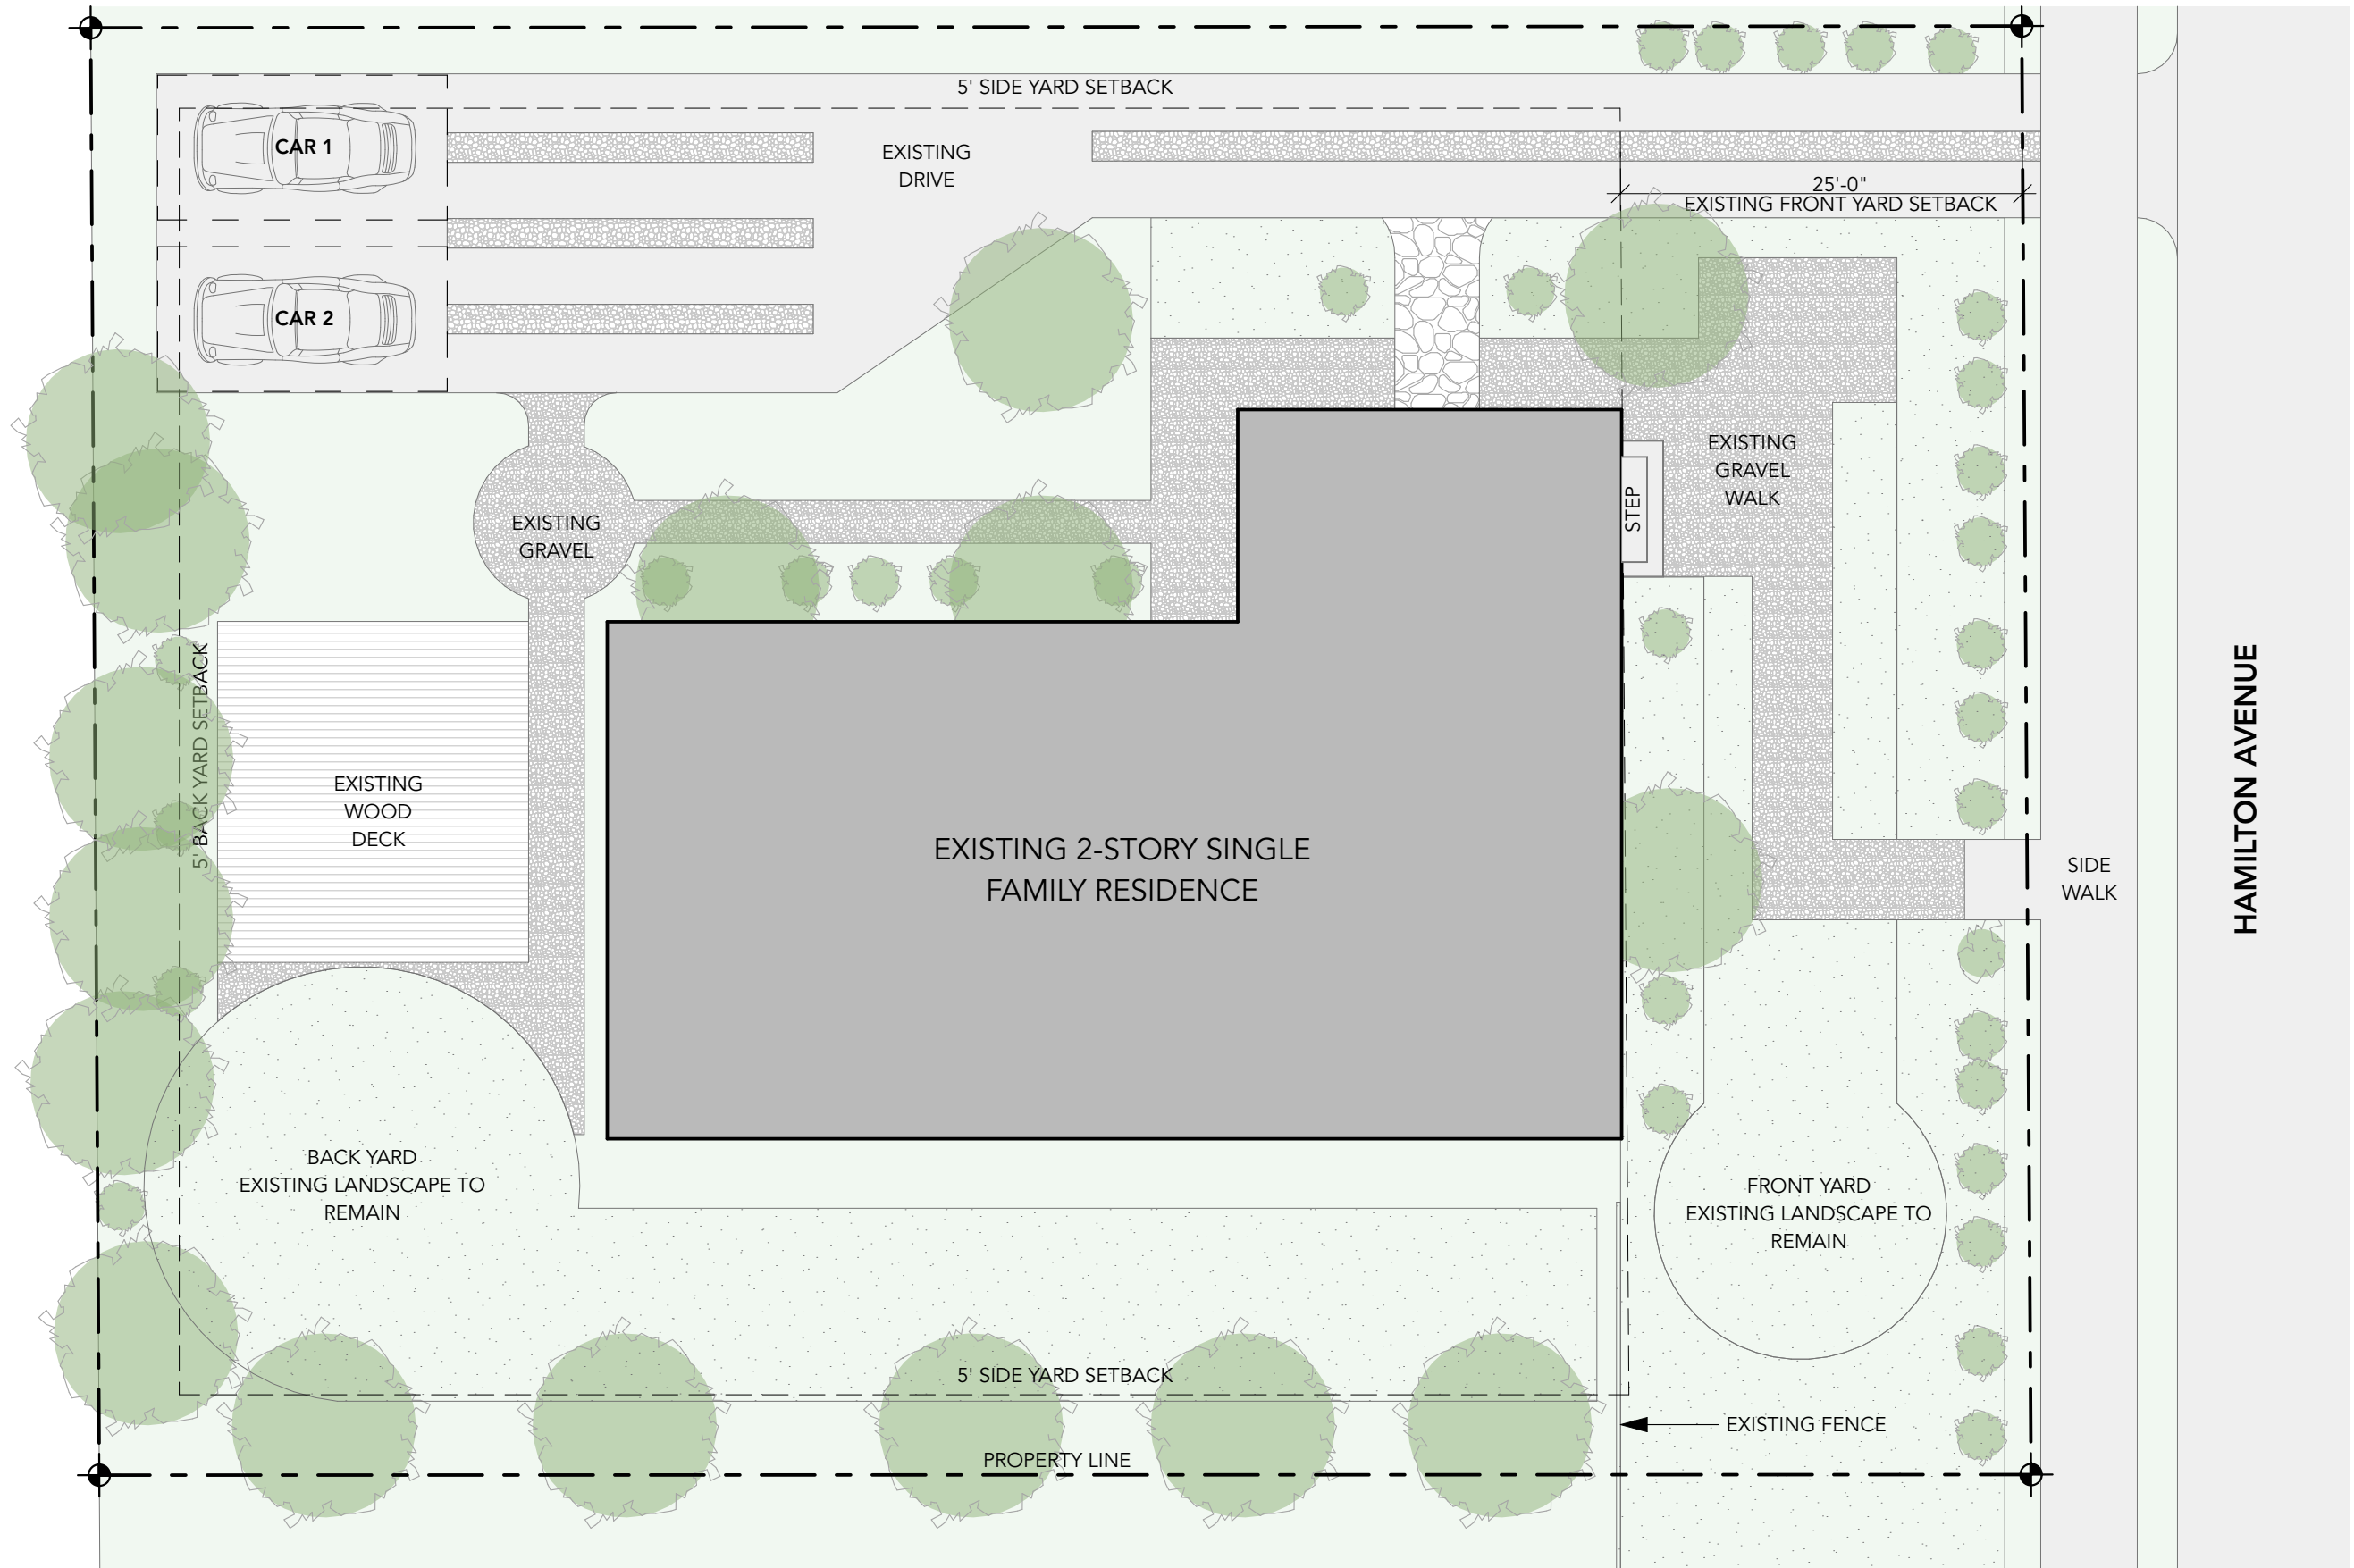 5' SIDE YARD SETBACK
CAR 1
EXISTING
DRIVE
25'-0"
EXISTING FRONT YARD SETBACK
CAR 2
EXISTING
GRAVEL
WALK
STEP
EXISTING
GRAVEL
5' BACK YARD SETBACK
EXISTING
WOOD
DECK
EXISTING 2-STORY SINGLE
FAMILY RESIDENCE
SIDE
WALK
HAMILTON AVENUE
BACK YARD
EXISTING LANDSCAPE TO
REMAIN
FRONT YARD
EXISTING LANDSCAPE TO
REMAIN
5' SIDE YARD SETBACK
EXISTING FENCE
PROPERTY LINE